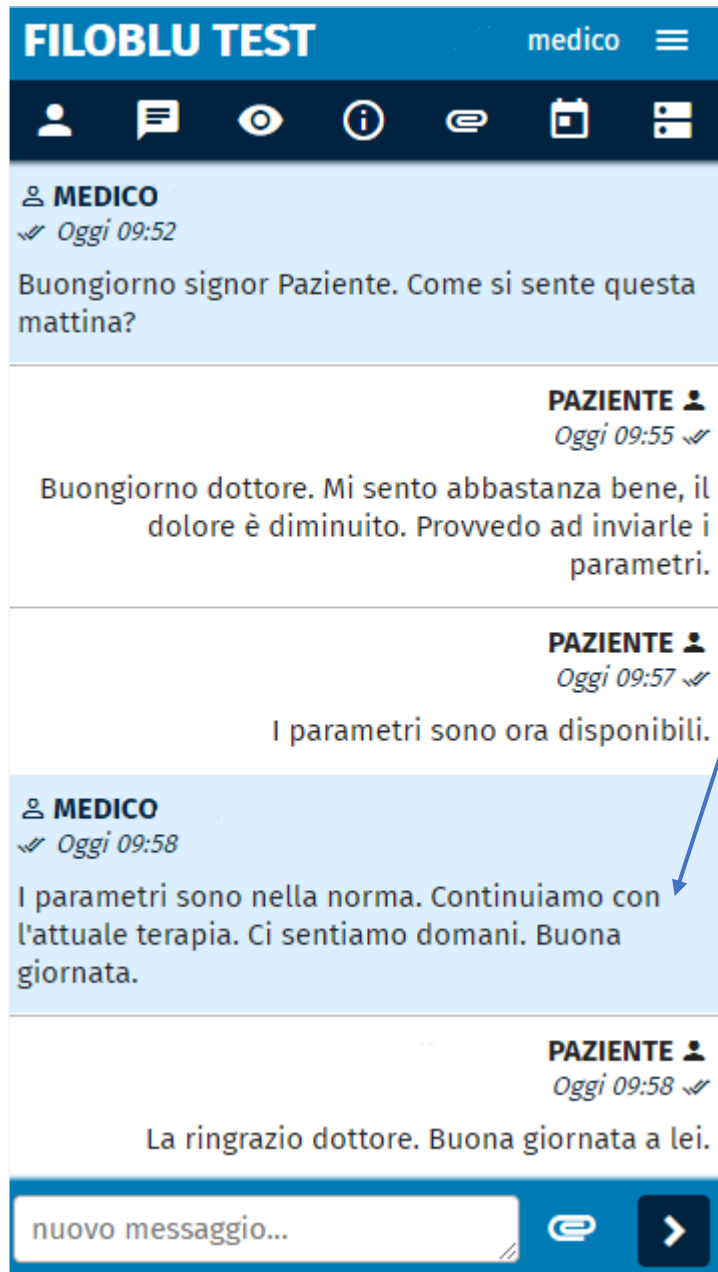 FILOBLU TEST medico
MEDICO
Oggi 09:52
Buongiorno signor Paziente. Come si sente questa
mattina?
PAZIENTE
Oggi 09:55
Buongiorno dottore. Mi sento abbastanza bene, il
dolore è diminuito. Provvedo ad inviarle i
parametri.
PAZIENTE
Oggi 09:57
I parametri sono ora disponibili.
MEDICO
Oggi 09:58
I parametri sono nella norma. Continuiamo con
l'attuale terapia. Ci sentiamo domani. Buona
giornata.
PAZIENTE
Oggi 09:58
La ringrazio dottore. Buona giornata a lei.
nuovo messaggio...